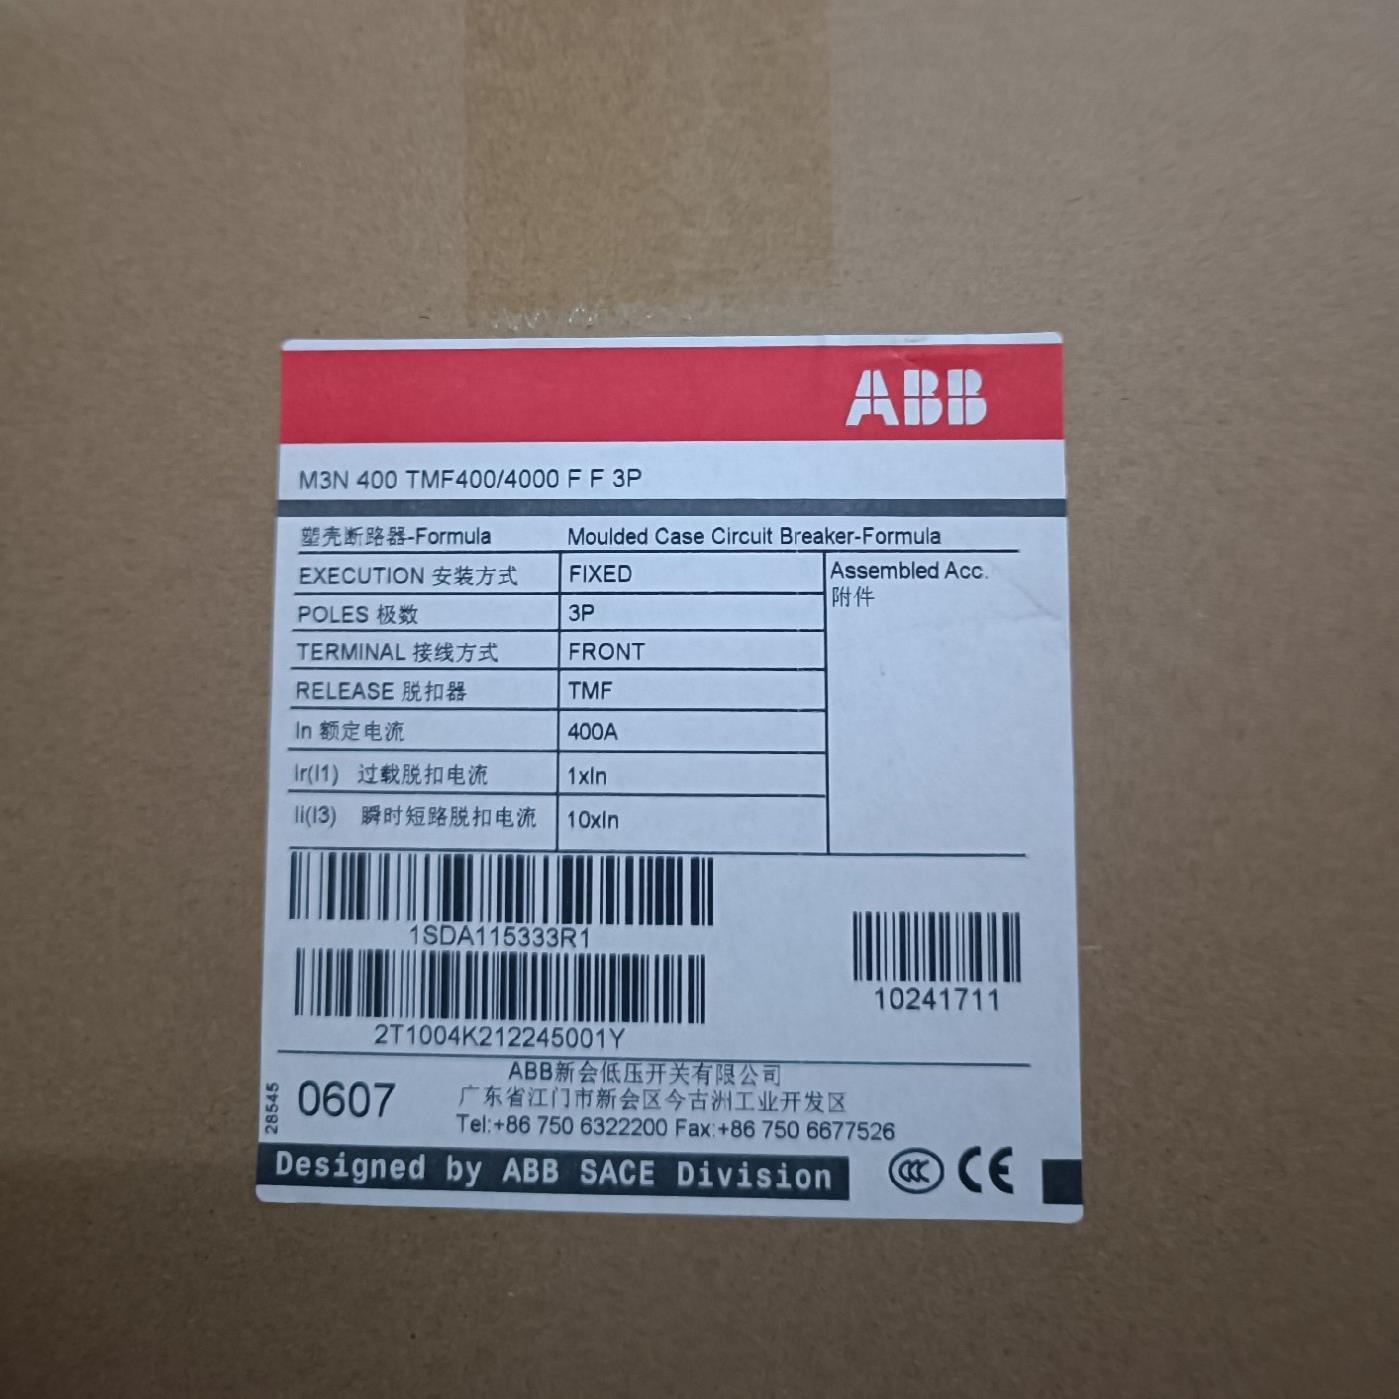 ABB
M3N 400 TMF400/4000 F F 3P
塑壳断路器-Formula Moulded Case Circuit Breaker-Formula
EXECUTION 安装方式 FIXED Assembled Acc.
附件
POLES 极数 3P
TERMINAL 接线方式 FRONT
RELEASE 脱扣器 TMF
In 额定电流 400A
Ir(I1) 过载脱扣电流 1xIn
Ii(I3) 瞬时短路脱扣电流 10xIn
1SDA115333R1
10241711
2T1004K212245001Y
ABB新会低压开关有限公司
28545
0607 广东省江门市新会区今古洲工业开发区
Tel:+86 750 6322200 Fax:+86 750 6677526
Designed by ABB SACE Division CCC CE